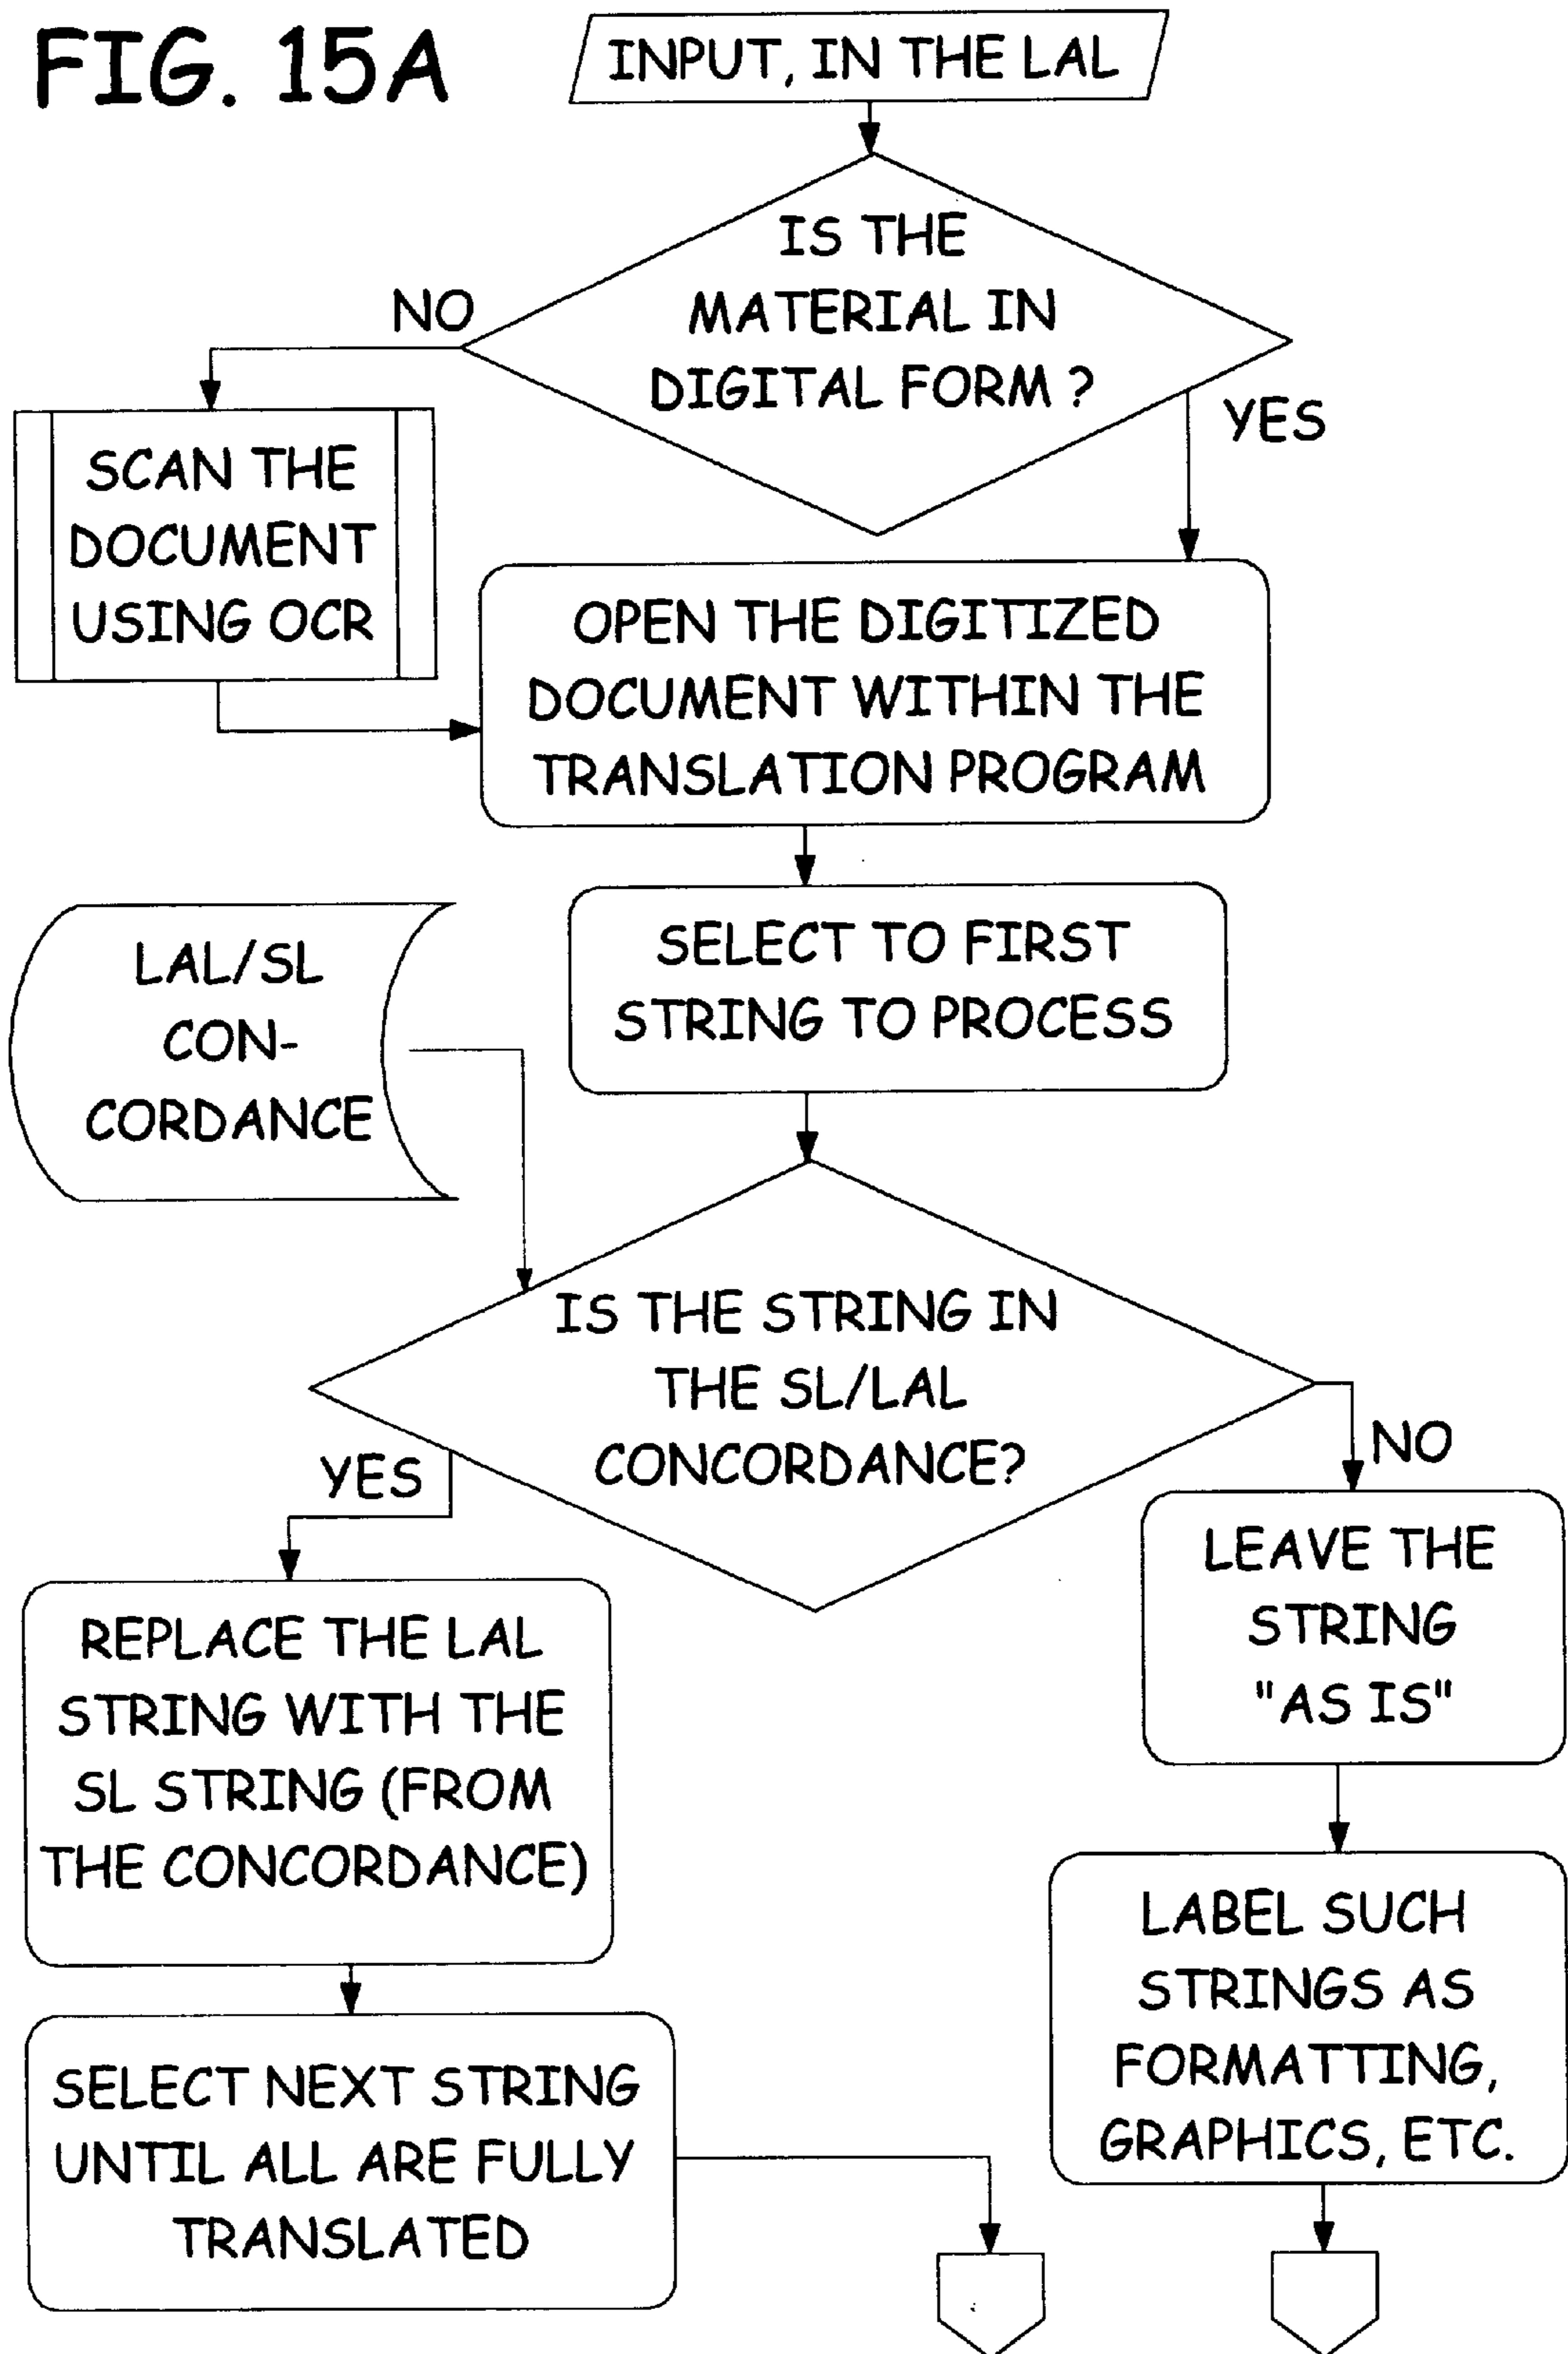 FIG. 15A
INPUT, IN THE LAL
IS THE
MATERIAL IN
DIGITAL FORM ?
NO
YES
SCAN THE
DOCUMENT
USING OCR
OPEN THE DIGITIZED
DOCUMENT WITHIN THE
TRANSLATION PROGRAM
SELECT TO FIRST
STRING TO PROCESS
LAL/SL
CON-
CORDANCE
IS THE STRING IN
THE SL/LAL
CONCORDANCE?
YES
NO
REPLACE THE LAL
STRING WITH THE
SL STRING (FROM
THE CONCORDANCE)
LEAVE THE
STRING
"AS IS"
SELECT NEXT STRING
UNTIL ALL ARE FULLY
TRANSLATED
LABEL SUCH
STRINGS AS
FORMATTING,
GRAPHICS, ETC.